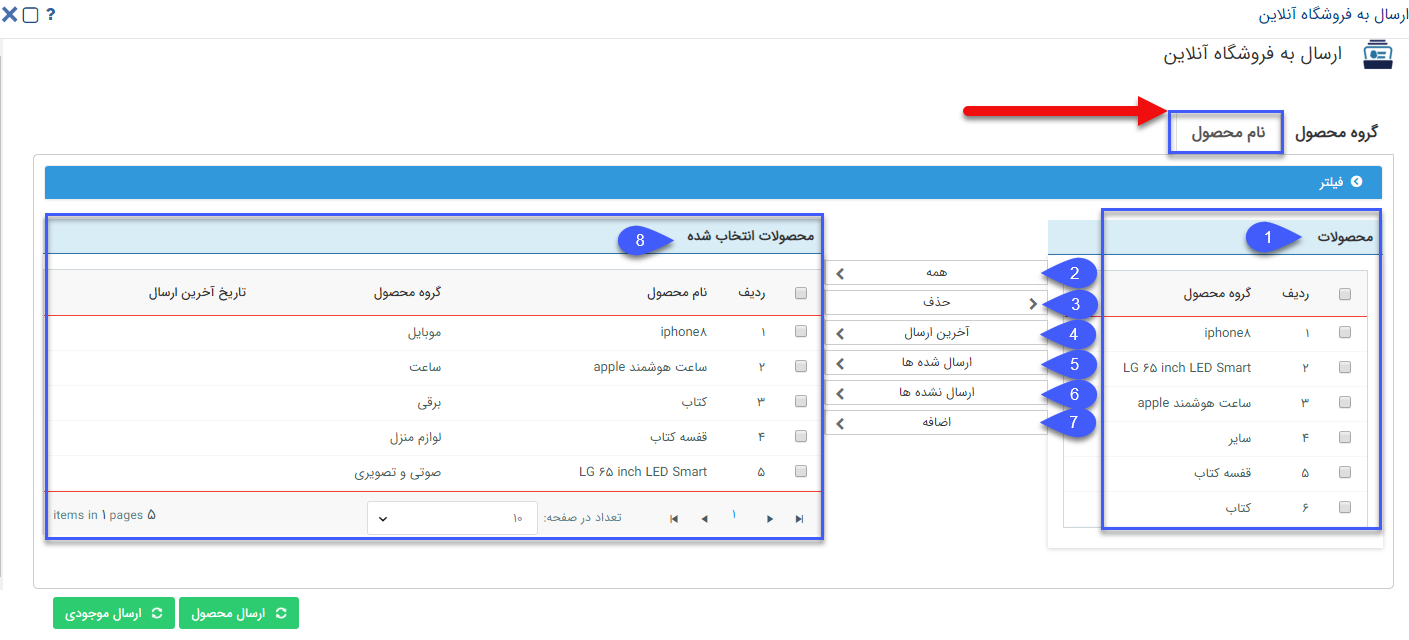 ارسال به فروشگاه آنلاین
?
ارسال به فروشگاه آنلاین
گروه محصول
نام محصول
فیلتر
محصولات
1
ردیف
گروه محصول
۱
iphone۸
۲
LG ۶۵ inch LED Smart
۳
ساعت هوشمند apple
۴
سایر
۵
قفسه کتاب
۶
کتاب
2
همه
3
حذف
4
آخرین ارسال
5
ارسال شده ها
6
ارسال نشده ها
7
اضافه
محصولات انتخاب شده
8
ردیف
نام محصول
گروه محصول
تاریخ آخرین ارسال
۱
iphone۸
موبایل
۲
ساعت هوشمند apple
ساعت
۳
کتاب
برقی
۴
قفسه کتاب
لوازم منزل
۵
LG ۶۵ inch LED Smart
صوتی و تصویری
۱
تعداد در صفحه:
۱۰
items in ۱ pages ۵
ارسال محصول
ارسال موجودی